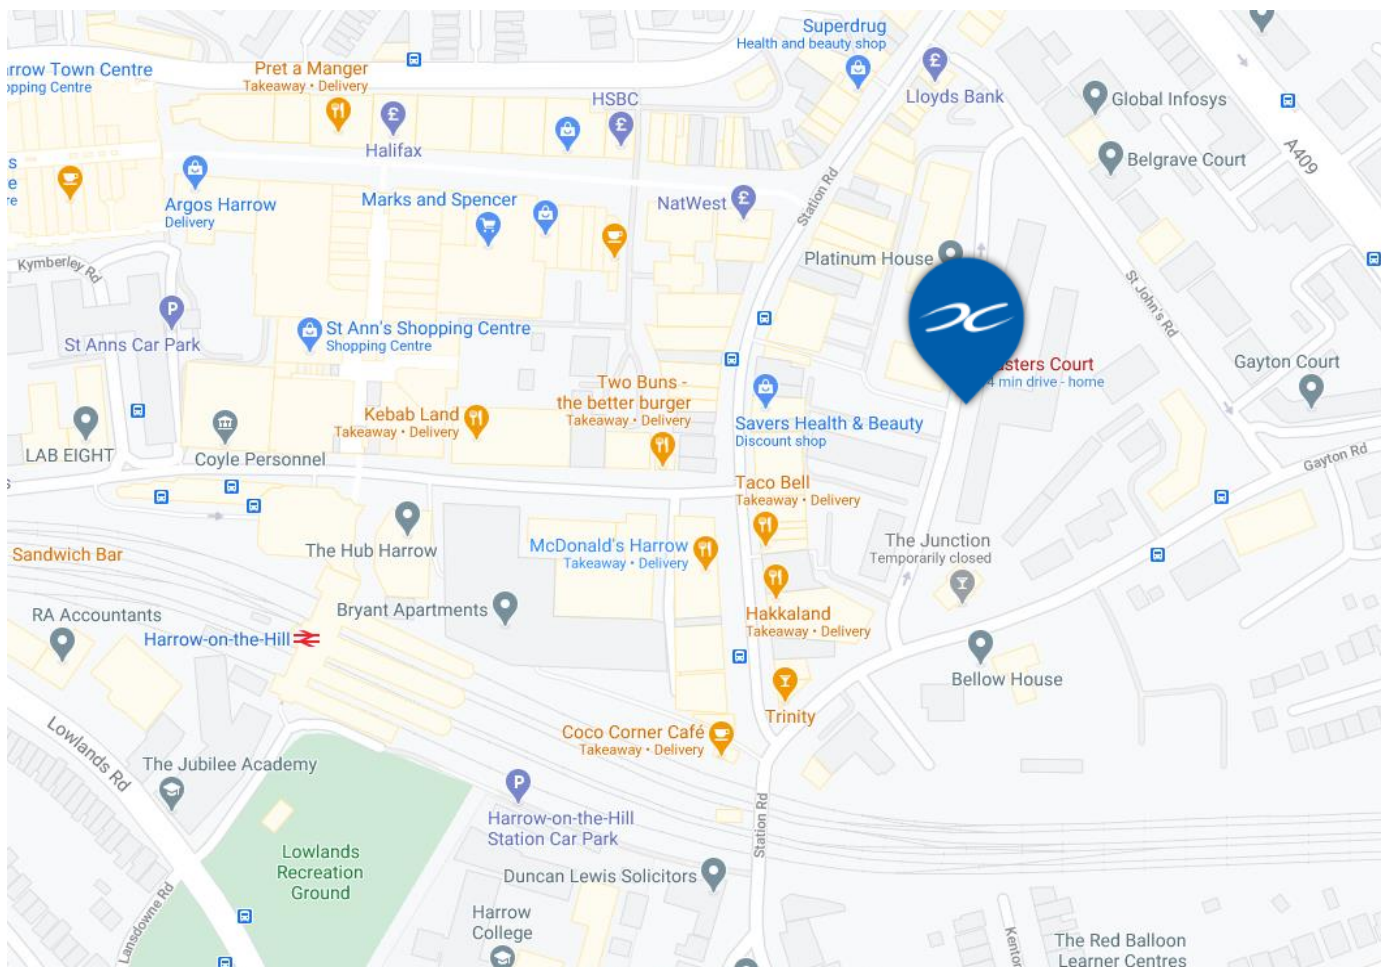 Superdrug
Health and beauty shop
rrow Town Centre
opping Centre
Pret a Manger
Takeaway • Delivery
HSBC
Lloyds Bank
Global Infosys
A409
Halifax
Belgrave Court
Station Rd
Argos Harrow
Delivery
Marks and Spencer
NatWest
Kymberley Rd
Platinum House
St John's Rd
St Anns Car Park
P
St Ann's Shopping Centre
Shopping Centre
Gayton Court
asters Court
4 min drive - home
Two Buns -
the better burger
Takeaway • Delivery
Kebab Land
Takeaway • Delivery
Savers Health & Beauty
Discount shop
LAB EIGHT
Coyle Personnel
Gayton Rd
Taco Bell
Takeaway • Delivery
Sandwich Bar
The Hub Harrow
McDonald's Harrow
Takeaway • Delivery
The Junction
Temporarily closed
RA Accountants
Bryant Apartments
Hakkaland
Takeaway • Delivery
Harrow-on-the-Hill
Bellow House
Trinity
Lowlands Rd
Coco Corner Café
Takeaway • Delivery
The Jubilee Academy
P
Harrow-on-the-Hill
Station Car Park
Station Rd
Lowlands
Recreation
Ground
Duncan Lewis Solicitors
Lansdowne Rd
Harrow
College
Kenton
The Red Balloon
Learner Centres